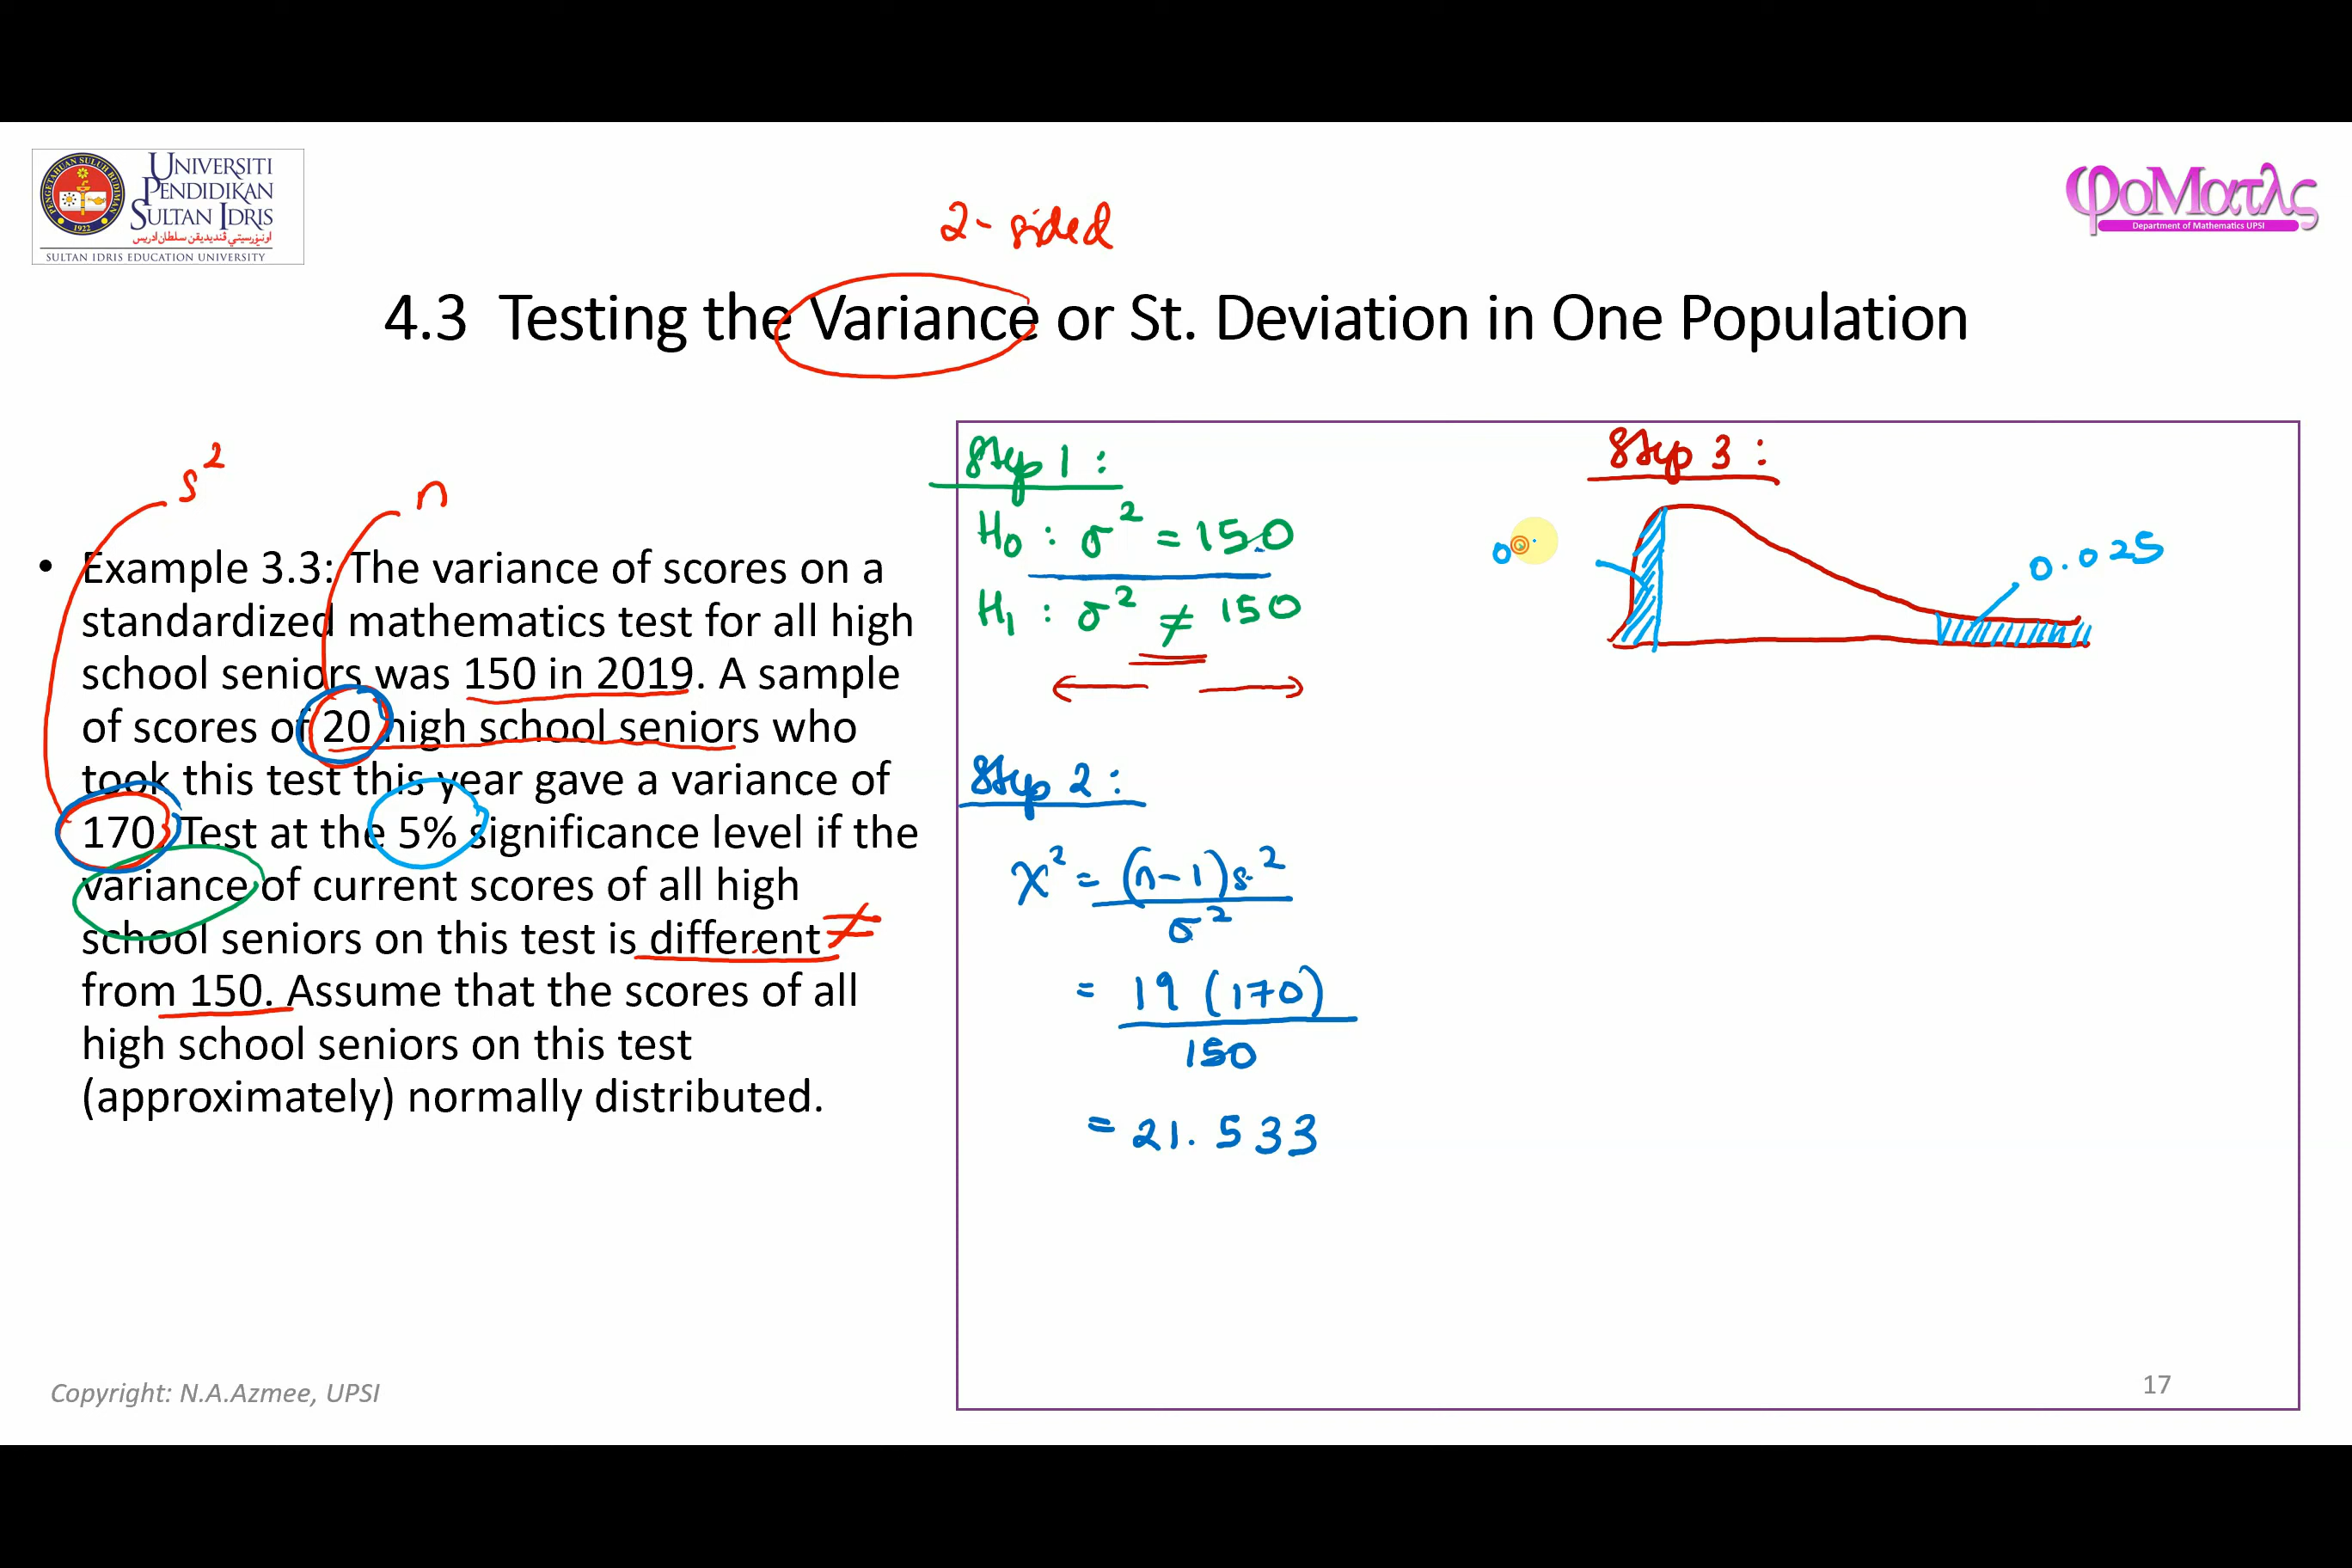 UNIVERSITI
PENDIDIKAN
SULTAN IDRIS
اونيۏرسيتي ڤنديديقن سلطان ادريس
SULTAN IDRIS EDUCATION UNIVERSITY
PENGETAHUAN SULUH BUDIMAN
1922
φοΜατλς
Department of Mathematics UPSI
2-sided
4.3 Testing the Variance or St. Deviation in One Population
s²
n
• Example 3.3: The variance of scores on a
standardized mathematics test for all high
school seniors was 150 in 2019. A sample
of scores of 20 high school seniors who
took this test this year gave a variance of
170. Test at the 5% significance level if the
variance of current scores of all high
school seniors on this test is different ≠
from 150. Assume that the scores of all
high school seniors on this test
(approximately) normally distributed.
Step 1 :
H₀ : σ² = 150
H₁ : σ² ≠ 150
Step 2 :
χ² = (n-1)s²
σ²
= 19 (170)
150
= 21.533
Step 3 :
0.
0.025
Copyright: N.A.Azmee, UPSI
17